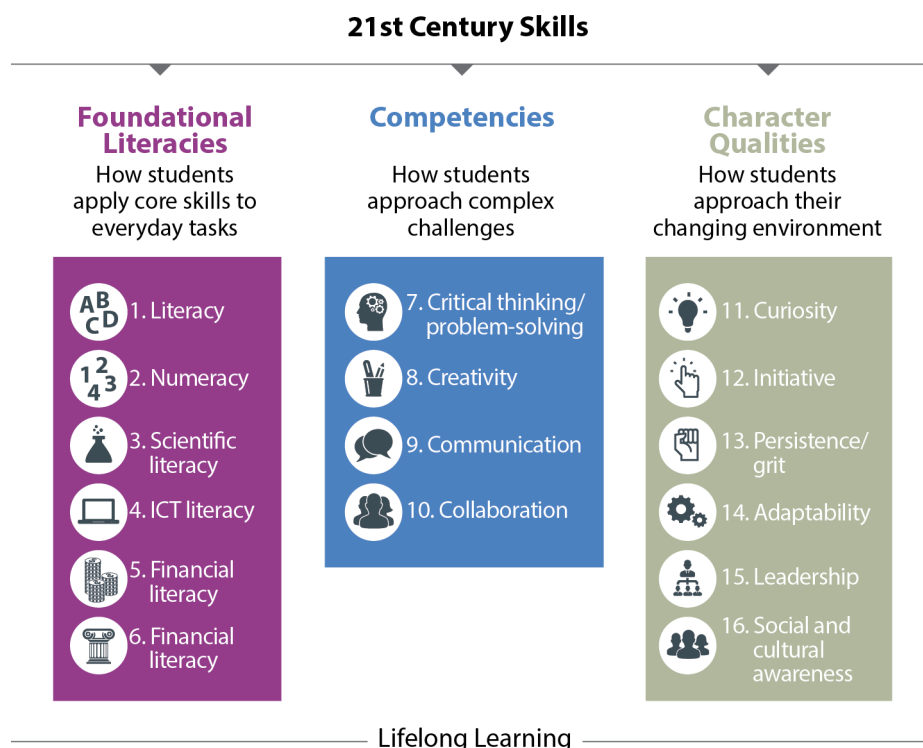 21st Century Skills
Foundational
Literacies
How students
apply core skills to
everyday tasks
ABCD
1. Literacy
1234
2. Numeracy
3. Scientific
literacy
4. ICT literacy
5. Financial
literacy
6. Financial
literacy
Competencies
How students
approach complex
challenges
7. Critical thinking/
problem-solving
8. Creativity
9. Communication
10. Collaboration
Character
Qualities
How students
approach their
changing environment
11. Curiosity
12. Initiative
13. Persistence/
grit
14. Adaptability
15. Leadership
16. Social and
cultural
awareness
Lifelong Learning